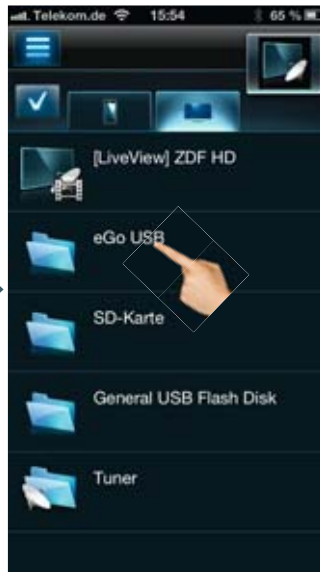 Telekom.de 15:54 65 %
[LiveView] ZDF HD
eGo USB
SD-Karte
General USB Flash Disk
Tuner